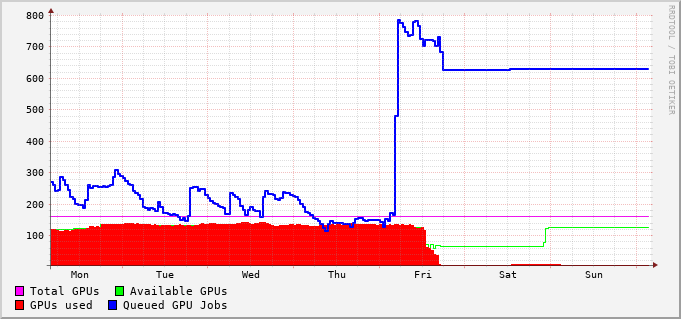 800
700
600
500
400
300
200
100
Mon Tue Wed Thu Fri Sat Sun
Total GPUs Available GPUs
GPUs used Queued GPU Jobs
RRDTOOL / TOBI OETIKER